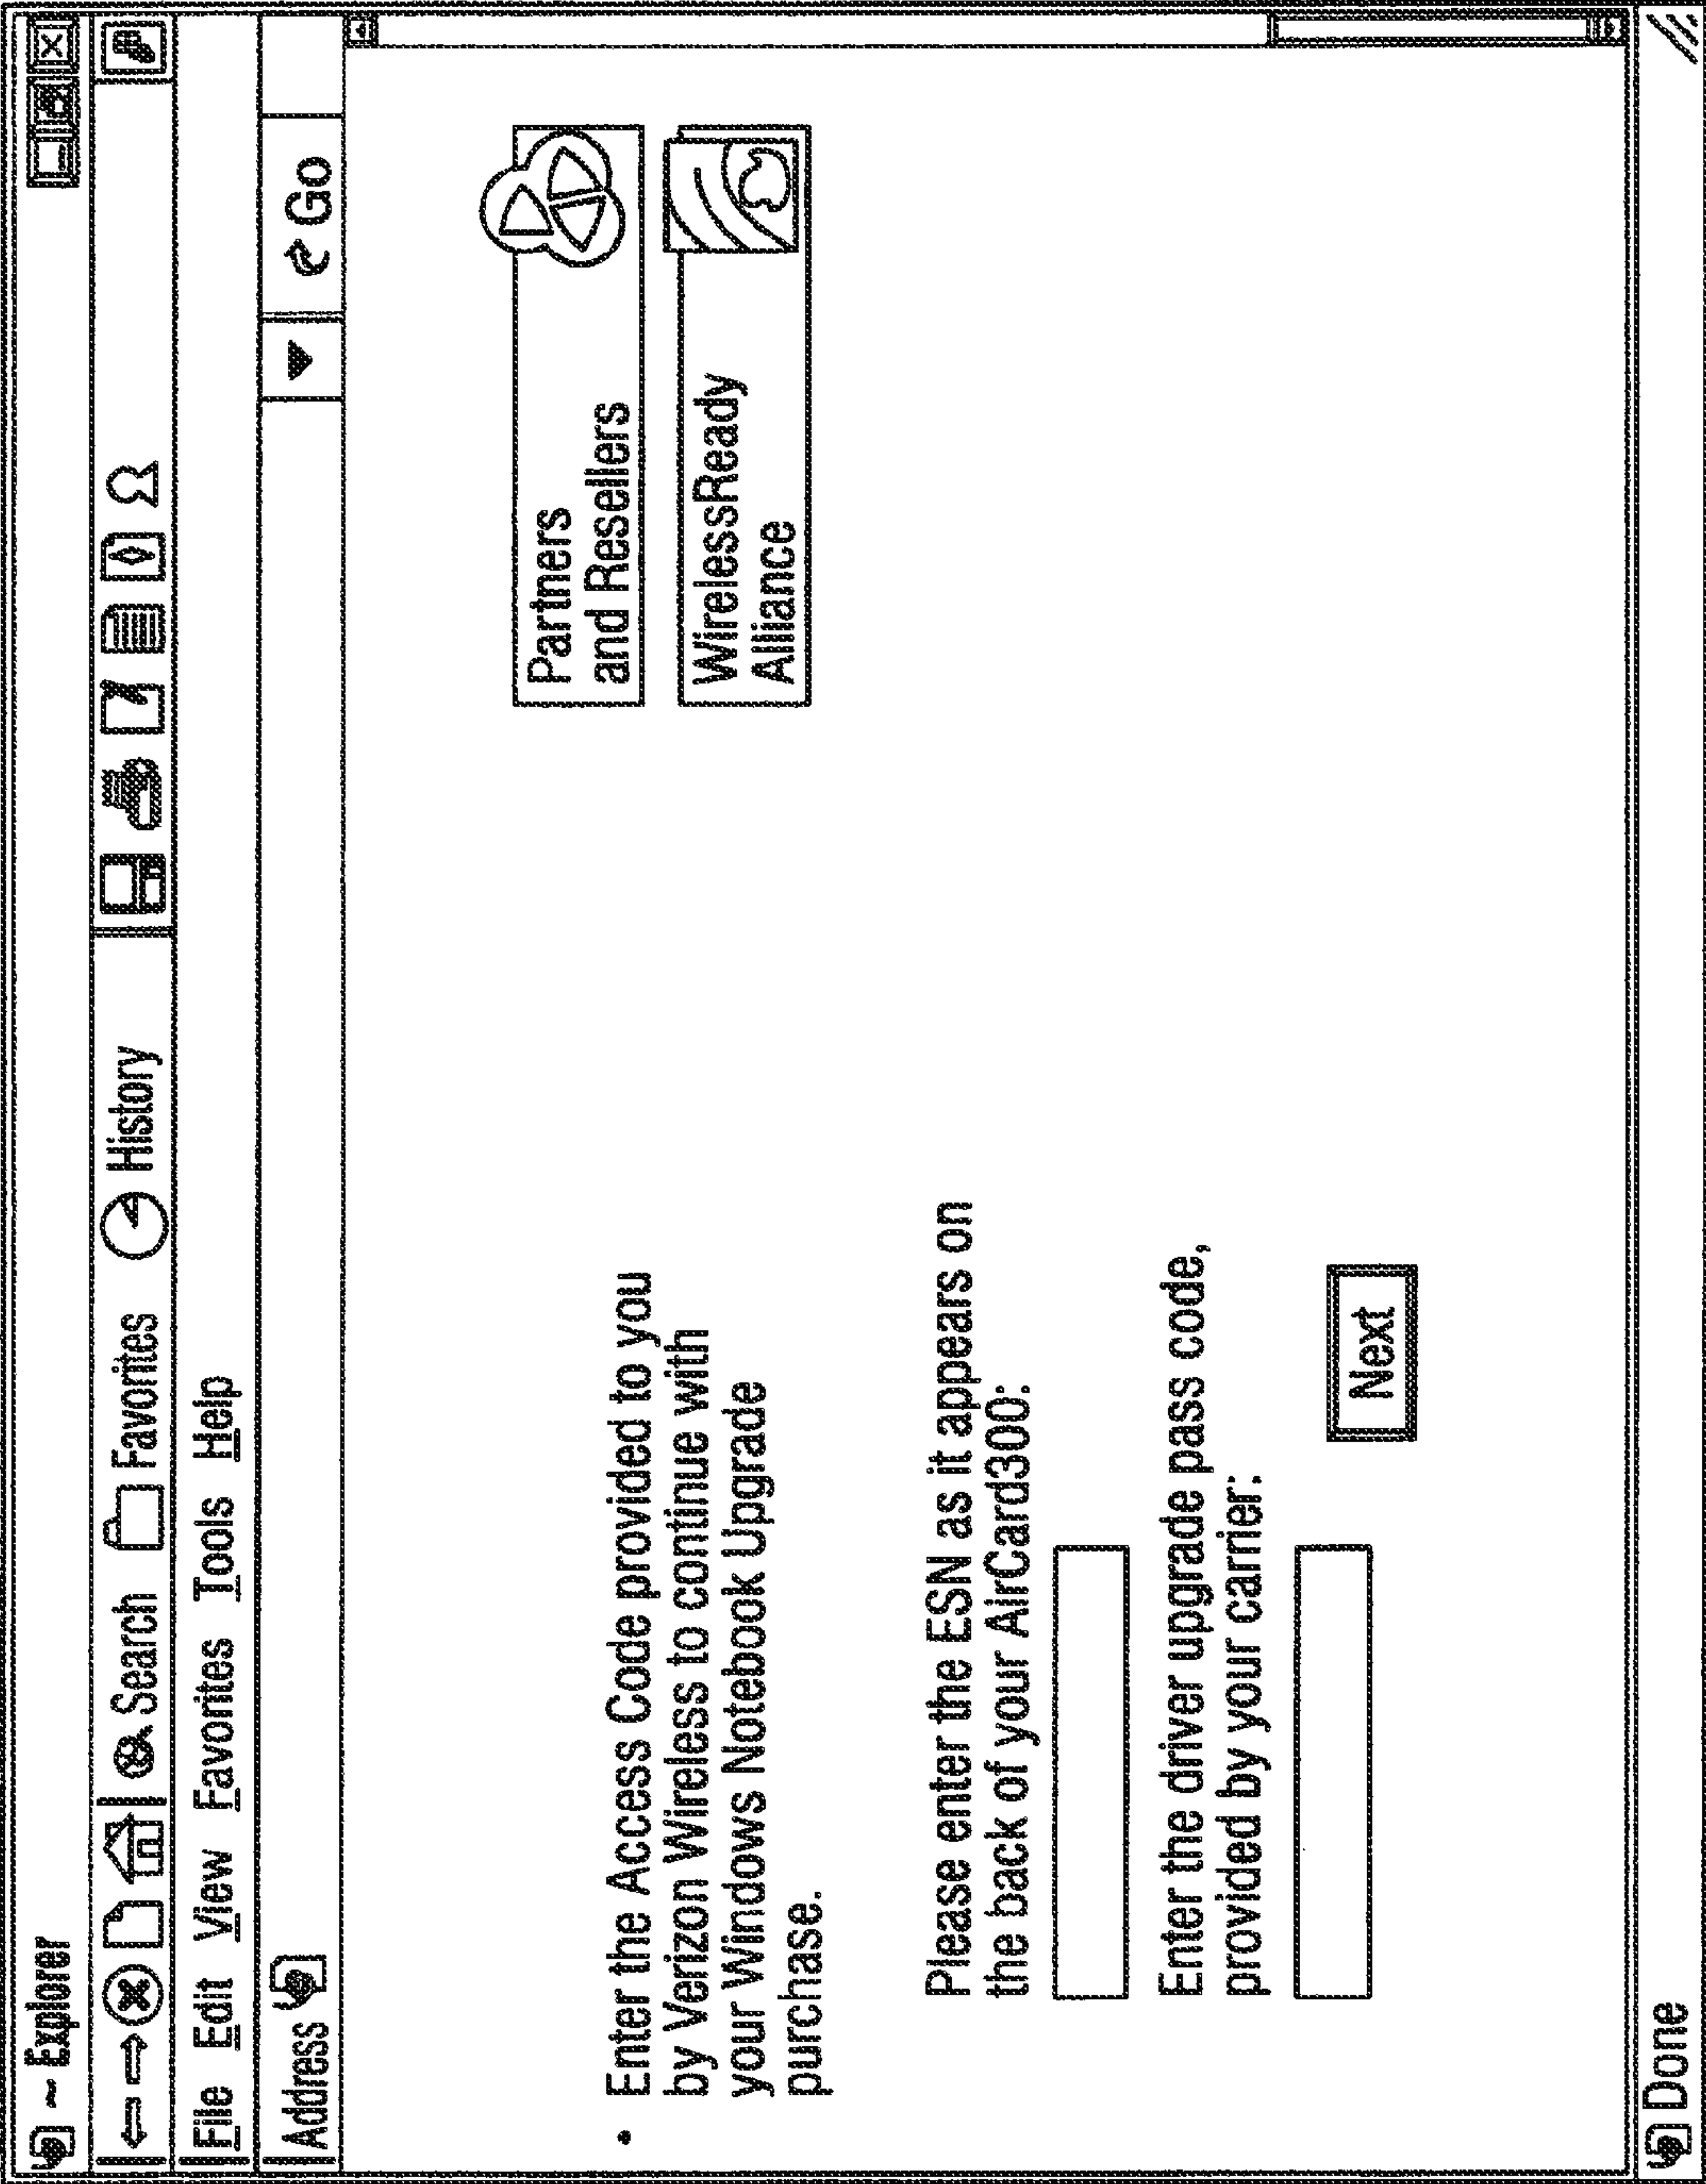 - Explorer
Search Favorites History
File Edit View Favorites Tools Help
Address Go
• Enter the Access Code provided to you
by Verizon Wireless to continue with
your Windows Notebook Upgrade
purchase.
Partners
and Resellers
WirelessReady
Alliance
Please enter the ESN as it appears on
the back of your AirCard300:
Enter the driver upgrade pass code,
provided by your carrier:
Next
Done